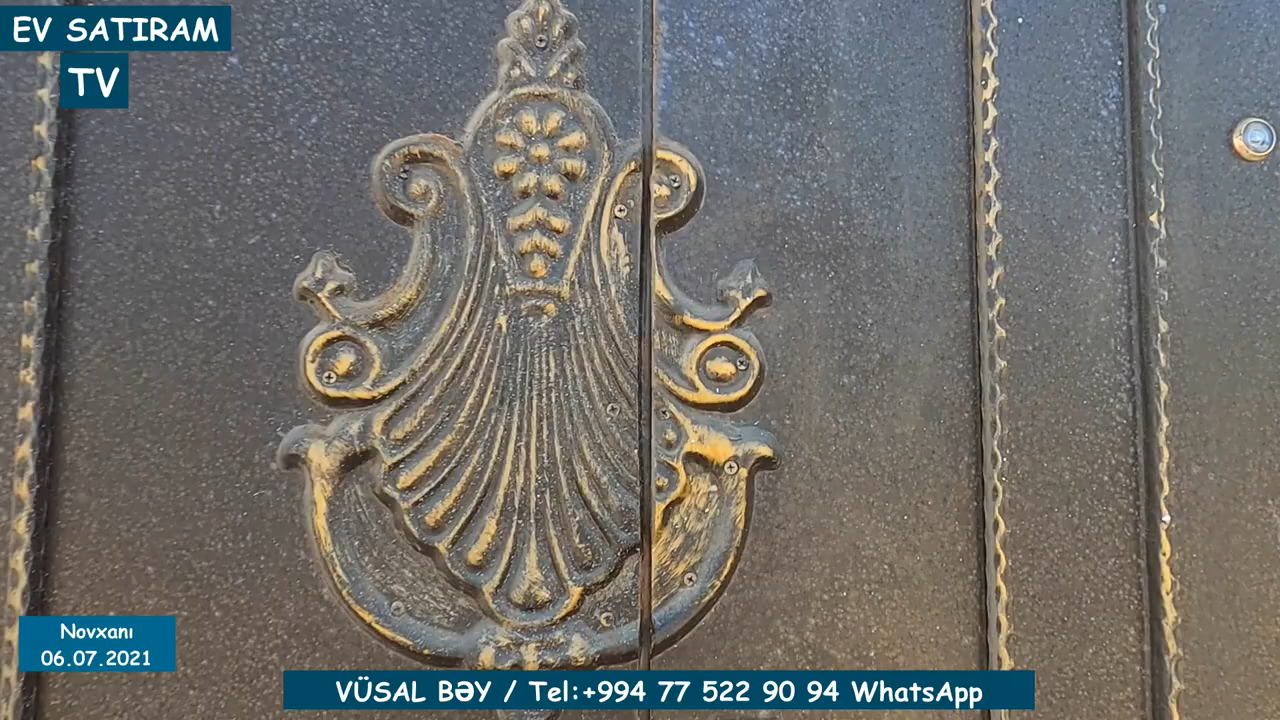 EV SATIRAM
TV
Novxanı
06.07.2021
VÜSAL BƏY / Tel:+994 77 522 90 94 WhatsApp